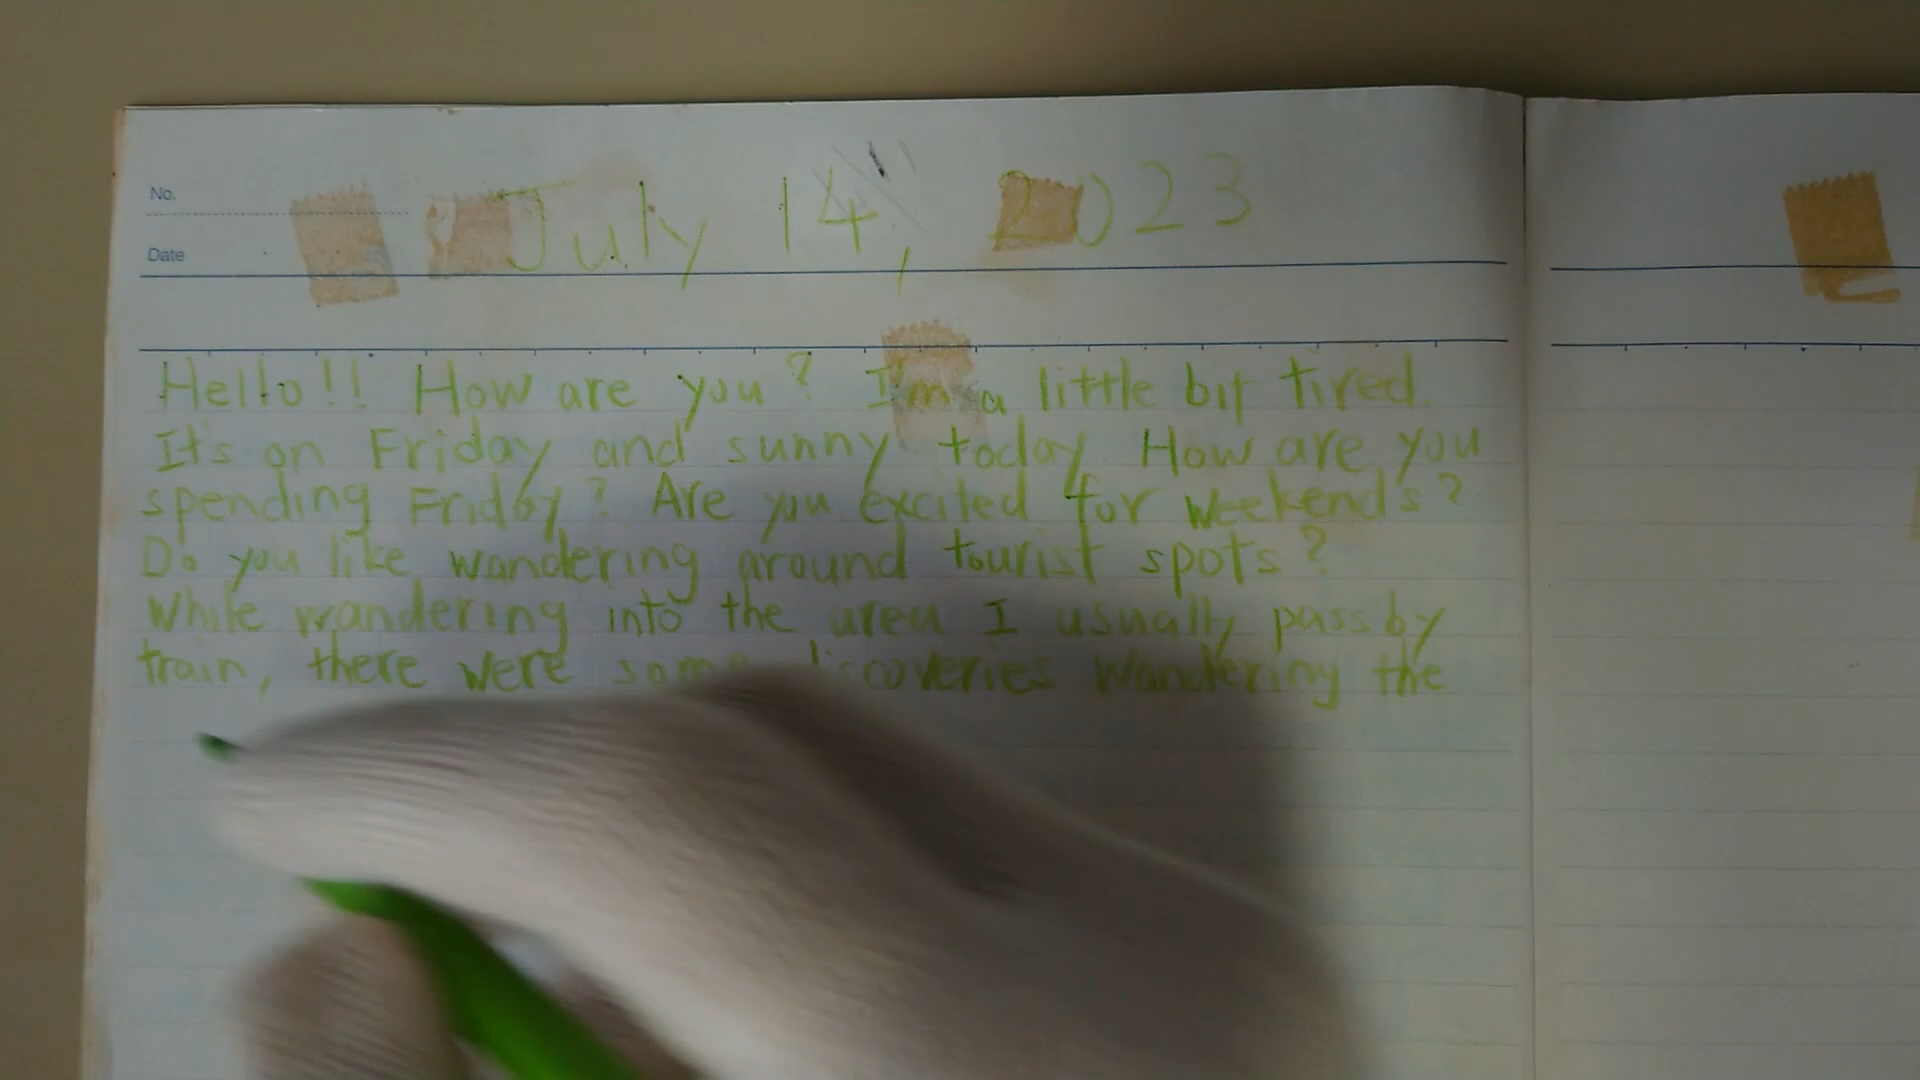 No.
July 14, 2023
Date
Hello!! How are you? I'm a little bit tired.
It's on Friday and sunny today. How are you
spending Friday? Are you excited for weekends?
Do you like wandering around tourist spots?
While wandering into the area I usually pass by
train, there were some discoveries Wandering the